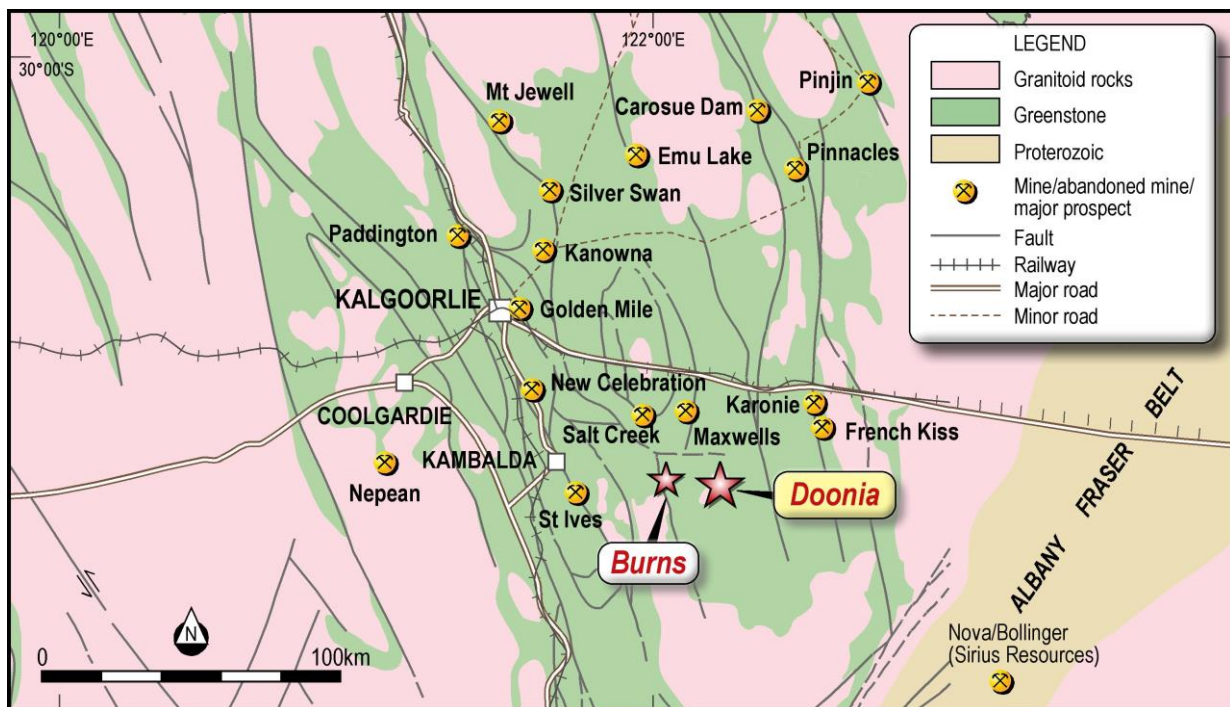 120°00'E
122°00'E
30°00'S
LEGEND
Granitoid rocks
Greenstone
Proterozoic
Mine/abandoned mine/
major prospect
Fault
Railway
Major road
Minor road
Pinjin
Mt Jewell
Carosue Dam
Emu Lake
Pinnacles
Silver Swan
Paddington
Kanowna
KALGOORLIE
Golden Mile
New Celebration
COOLGARDIE
Salt Creek
Maxwells
Karonie
French Kiss
KAMBALDA
Nepean
St Ives
Doonia
Burns
ALBANY FRASER BELT
Nova/Bollinger
(Sirius Resources)
N
0 100km